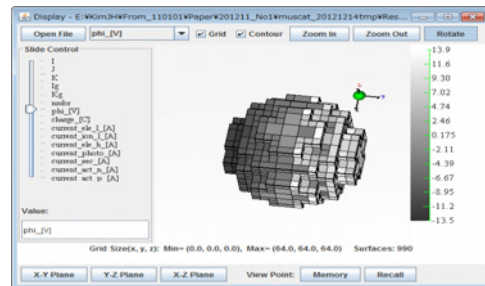 Display - E:¥KimJH¥From_110101¥Paper¥201211_No1¥muscat_20121214tmp¥Res...
Open File phi_[V] Grid Contour Zoom In Zoom Out Rotate
Slide Control
I
J
K
Ig
Kg
phi_[V]
charge_[C]
current_ele_l_[A]
current_ion_l_[A]
current_ele_h_[A]
current_photo_[A]
current_sec_[A]
current_act_n_[A]
current_act_p_[A]
Value:
phi_[V]
13.9
11.6
9.30
7.02
4.74
2.46
0.175
-2.11
-4.39
-6.67
-8.95
-11.2
-13.5
Grid Size(x, y, z): Min= (0.0, 0.0, 0.0), Max= (64.0, 64.0, 64.0) Surfaces: 990
X-Y Plane Y-Z Plane X-Z Plane View Point: Memory Recall